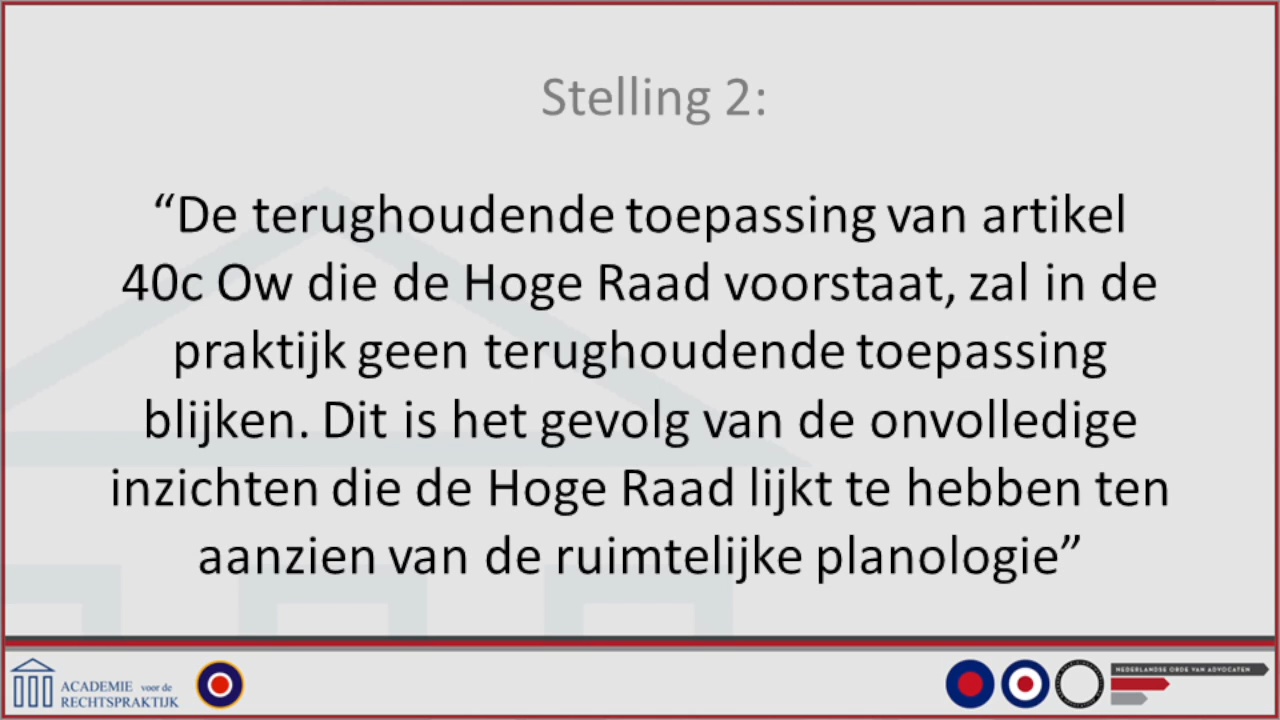 Stelling 2:
“De terughoudende toepassing van artikel
40c Ow die de Hoge Raad voorstaat, zal in de
praktijk geen terughoudende toepassing
blijken. Dit is het gevolg van de onvolledige
inzichten die de Hoge Raad lijkt te hebben ten
aanzien van de ruimtelijke planologie”
ACADEMIE voor de
RECHTSPRAKTIJK
NEDERLANDSE ORDE VAN ADVOCATEN